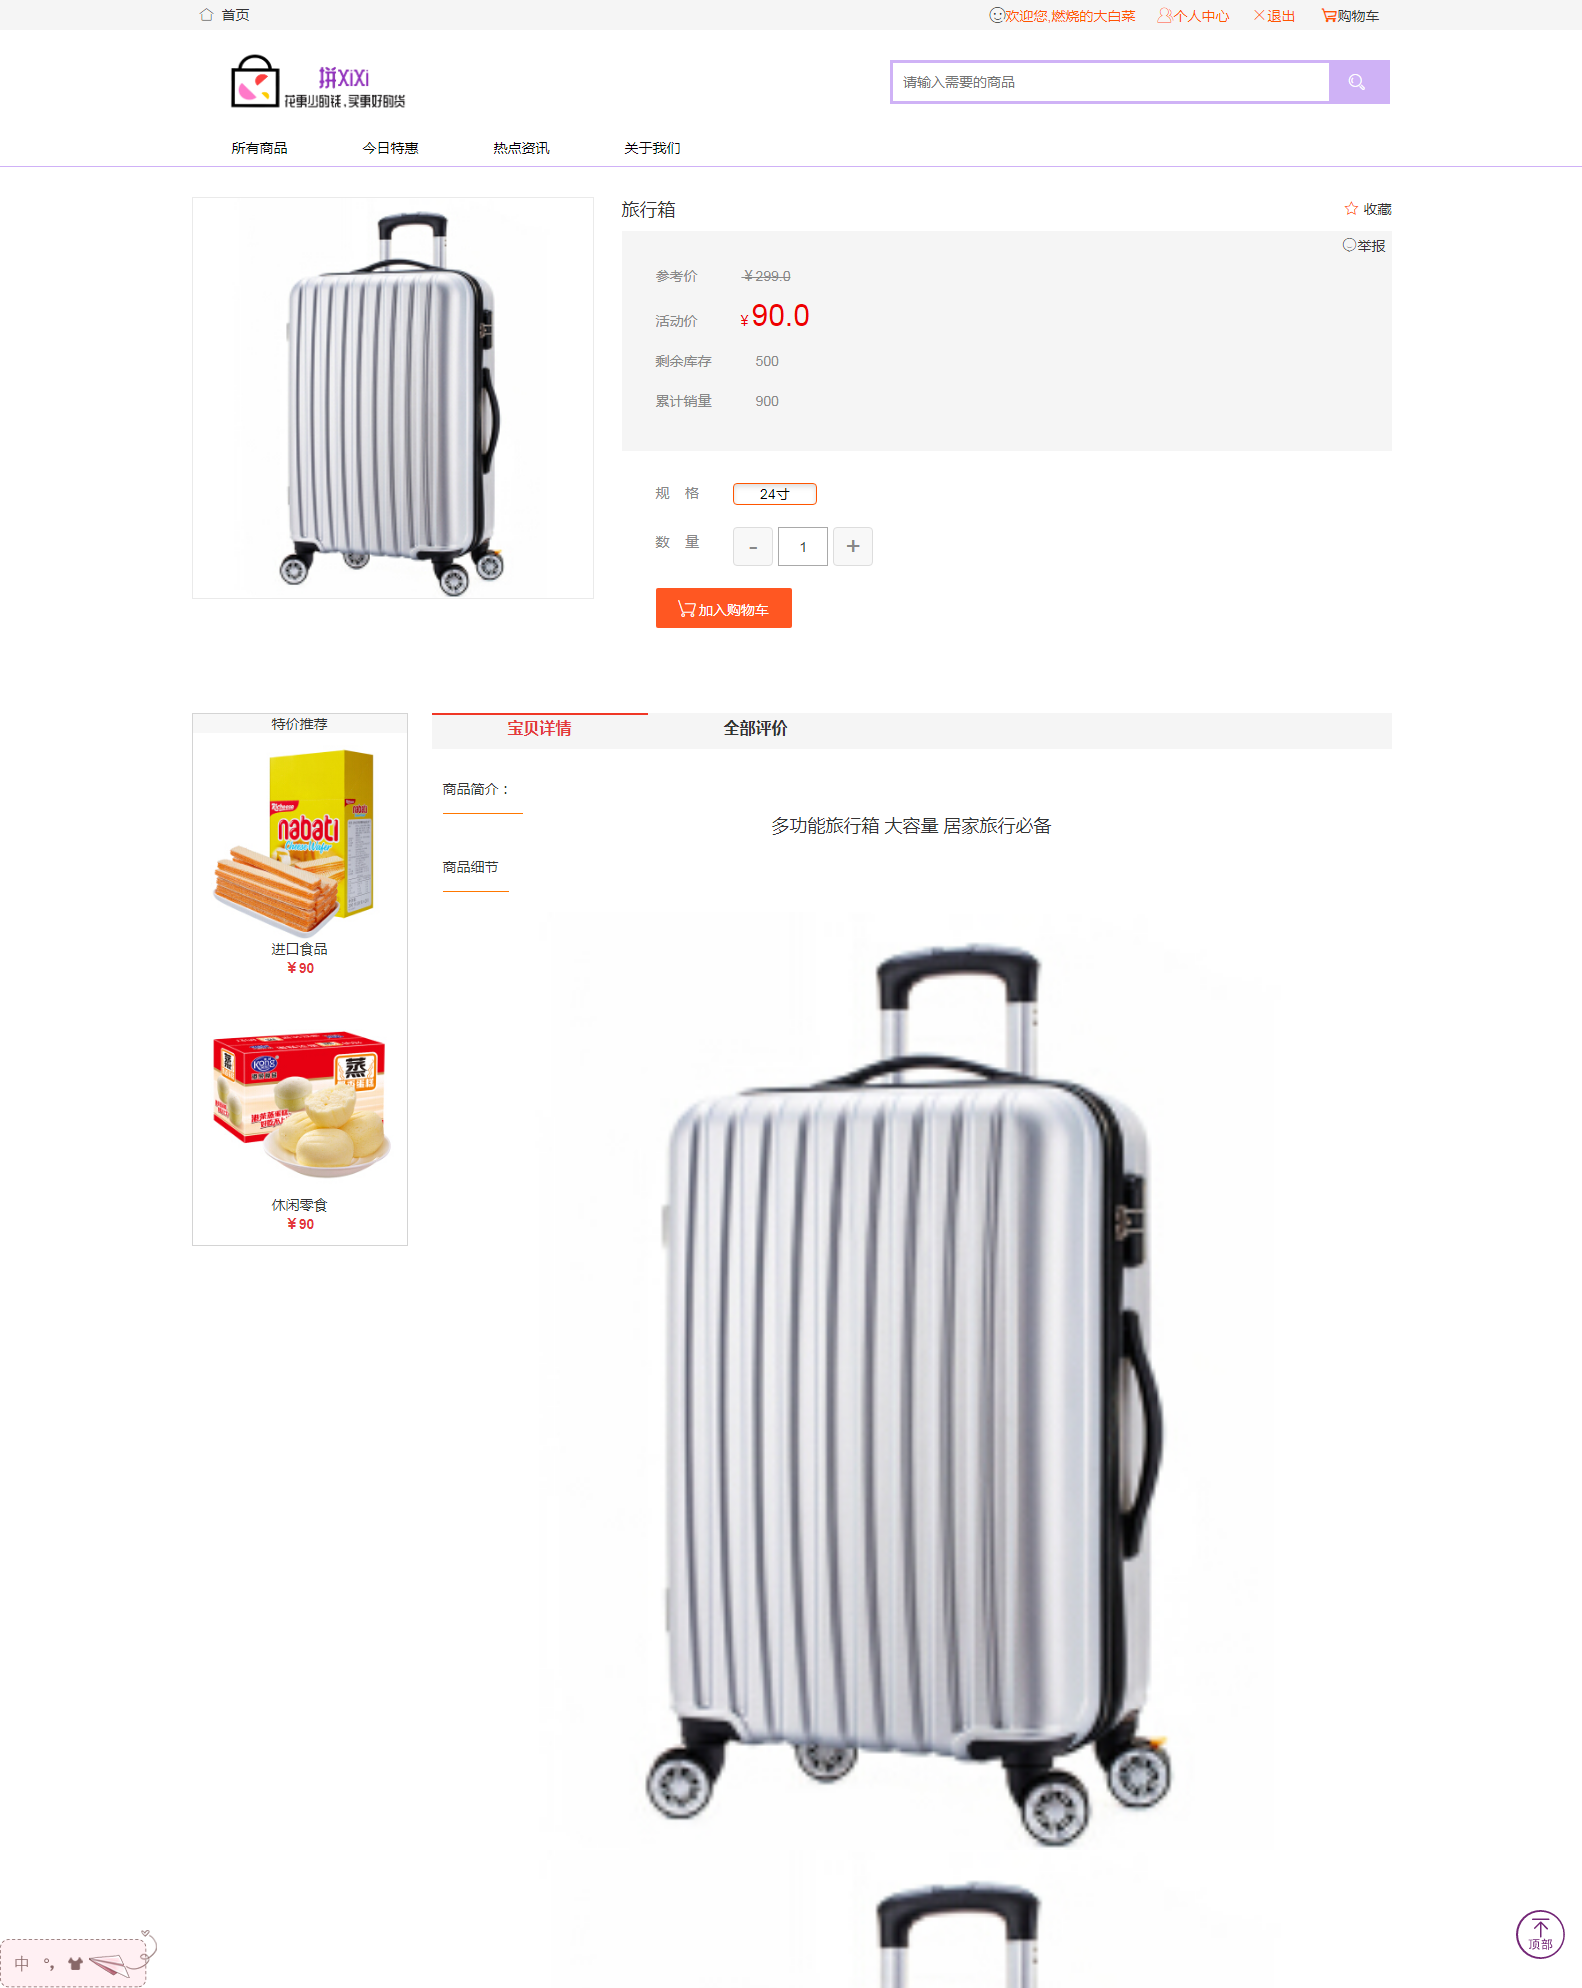 首页
欢迎您,燃烧的大白菜
个人中心
退出
购物车
拼XiXi
花更少的钱,买更好的货
请输入需要的商品
所有商品
今日特惠
热点资讯
关于我们
旅行箱
收藏
举报
参考价 ¥299.0
活动价 ¥90.0
剩余库存 500
累计销量 900
规 格 24寸
数 量 - 1 +
加入购物车
特价推荐
宝贝详情
全部评价
Richeese
nabati
Cheese Wafer
进口食品
¥90
蒸
休闲零食
¥90
商品简介：
多功能旅行箱 大容量 居家旅行必备
商品细节
中 °,
顶部